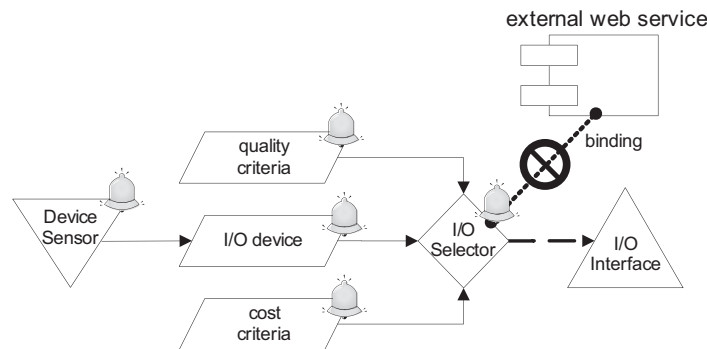 external web service
binding
quality
criteria
Device
Sensor
I/O device
I/O
Selector
I/O
Interface
cost
criteria